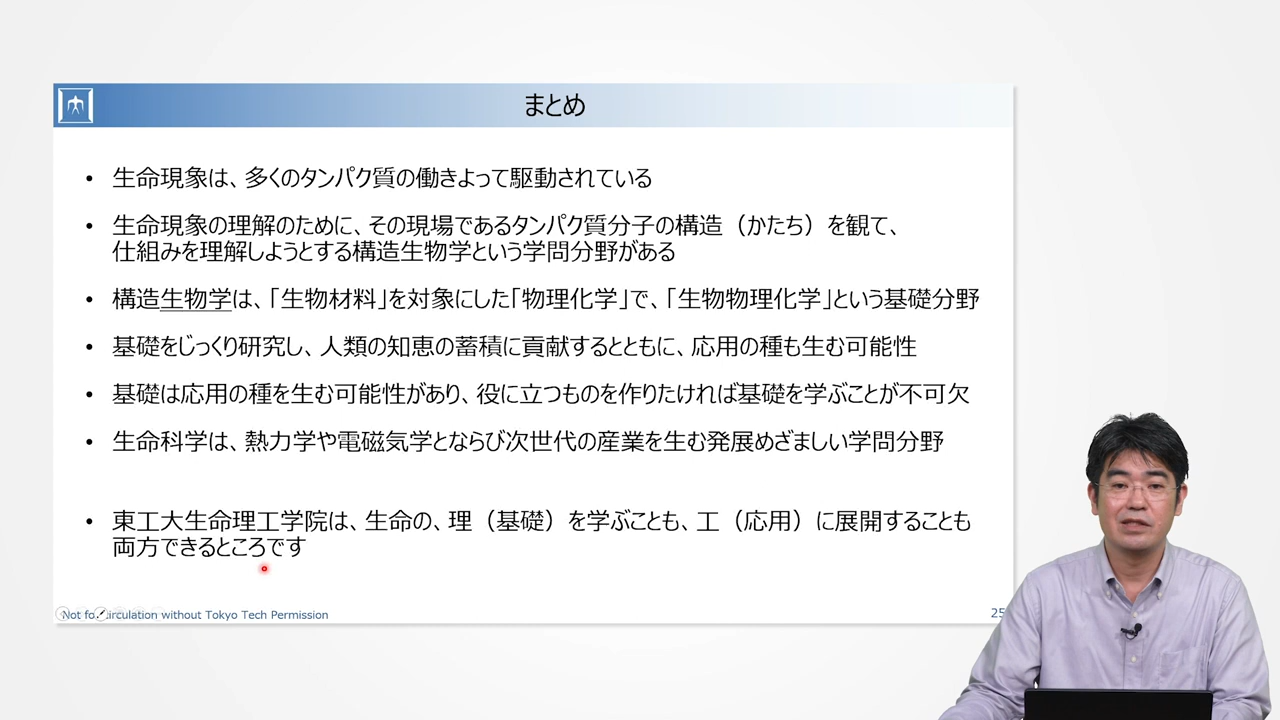 まとめ
• 生命現象は、多くのタンパク質の働きよって駆動されている
• 生命現象の理解のために、その現場であるタンパク質分子の構造（かたち）を観て、
仕組みを理解しようとする構造生物学という学問分野がある
• 構造生物学は、「生物材料」を対象にした「物理化学」で、「生物物理化学」という基礎分野
• 基礎をじっくり研究し、人類の知恵の蓄積に貢献するとともに、応用の種も生む可能性
• 基礎は応用の種を生む可能性があり、役に立つものを作りたければ基礎を学ぶことが不可欠
• 生命科学は、熱力学や電磁気学とならび次世代の産業を生む発展めざましい学問分野
• 東工大生命理工学院は、生命の、理（基礎）を学ぶことも、工（応用）に展開することも
両方できるところです
Not for circulation without Tokyo Tech Permission
25